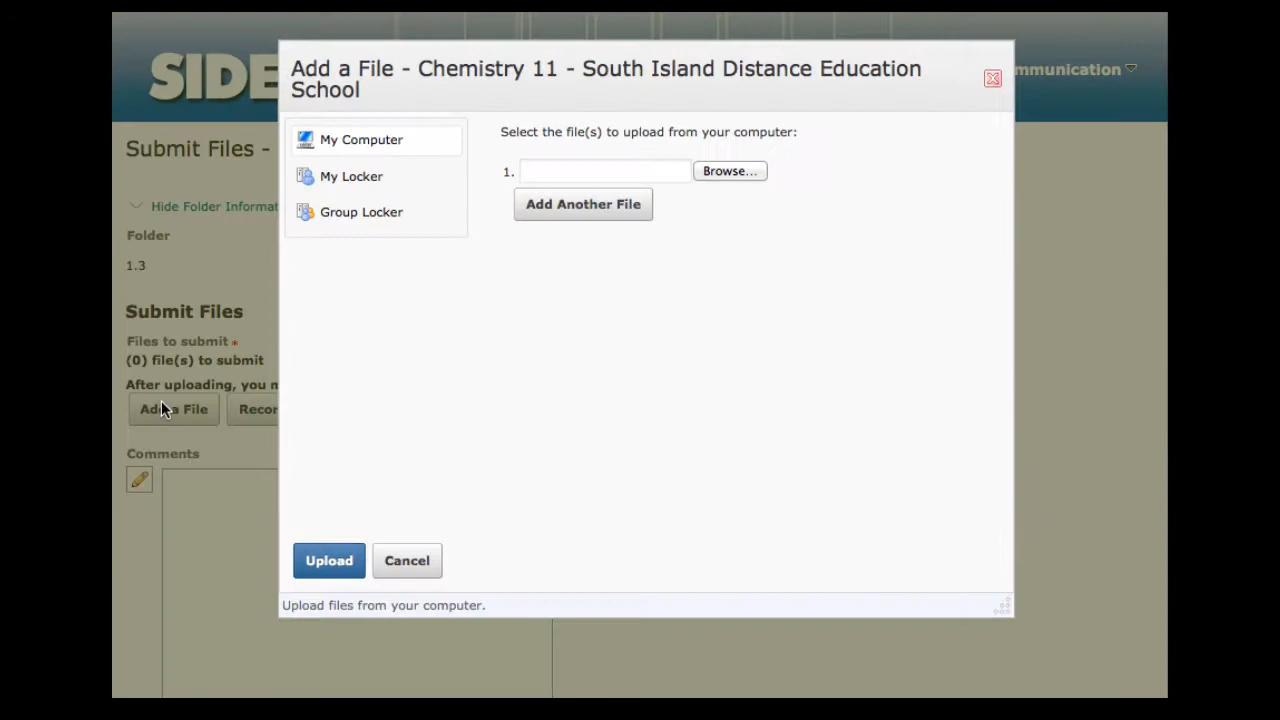 SIDE
mmunication
Add a File - Chemistry 11 - South Island Distance Education
School
My Computer
My Locker
Group Locker
Select the file(s) to upload from your computer:
1.
Browse...
Add Another File
Submit Files -
Hide Folder Informat
Folder
1.3
Submit Files
Files to submit *
(0) file(s) to submit
After uploading, you m
Add a File
Recor
Comments
Upload
Cancel
Upload files from your computer.